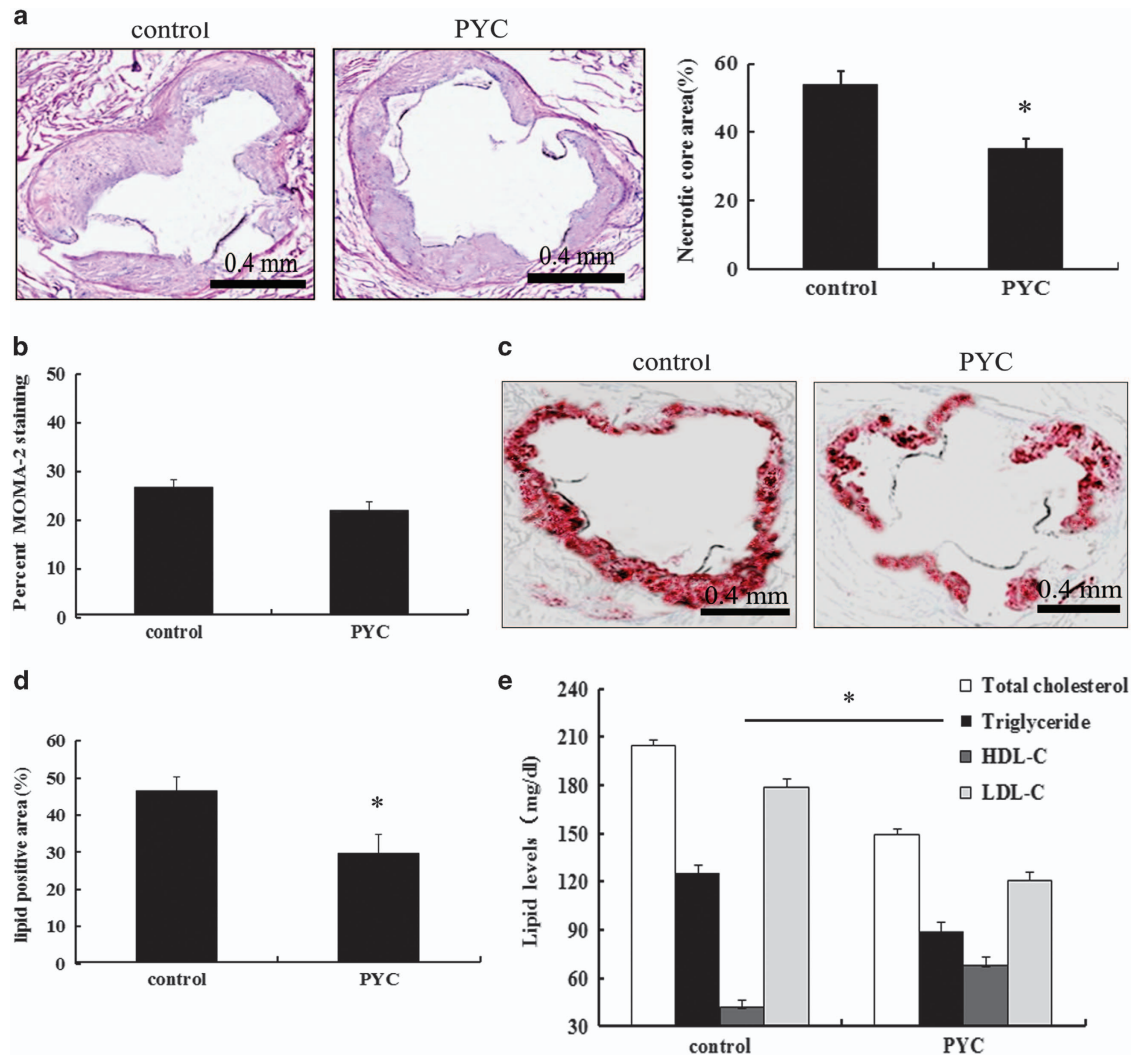 a
control
PYC
0.4 mm
0.4 mm
Necrotic core area(%)
60
40
20
0
*
control
PYC
b
Percent MOMA-2 staining
50
40
30
20
10
0
control
PYC
c
control
PYC
0.4 mm
0.4 mm
d
lipid positive area (%)
60
50
40
30
20
10
0
*
control
PYC
e
Lipid levels (mg/dl)
240
210
180
150
120
90
60
30
*
Total cholesterol
Triglyceride
HDL-C
LDL-C
control
PYC